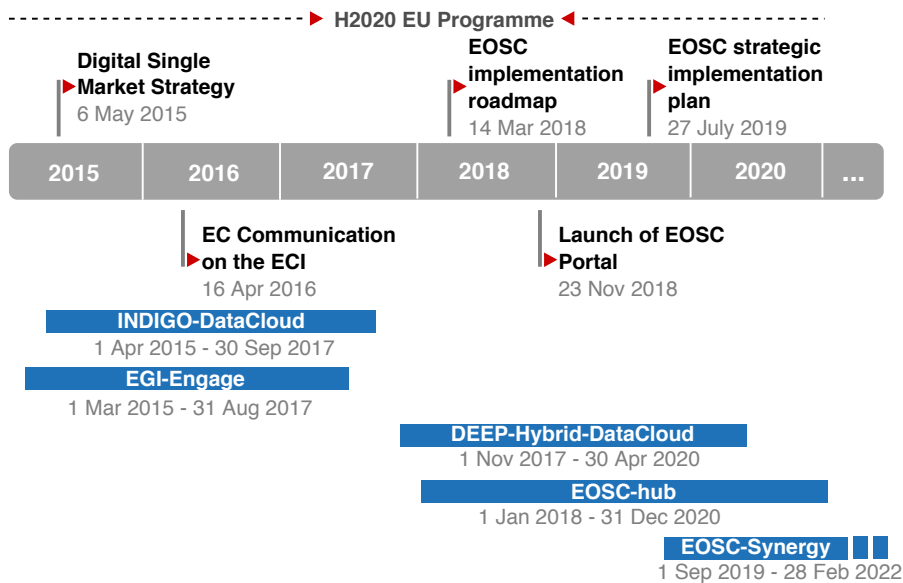 H2020 EU Programme
Digital Single
Market Strategy
6 May 2015
EOSC
implementation
roadmap
14 Mar 2018
EOSC strategic
implementation
plan
27 July 2019
2015 2016 2017 2018 2019 2020 ...
EC Communication
on the ECI
16 Apr 2016
Launch of EOSC
Portal
23 Nov 2018
INDIGO-DataCloud
1 Apr 2015 - 30 Sep 2017
EGI-Engage
1 Mar 2015 - 31 Aug 2017
DEEP-Hybrid-DataCloud
1 Nov 2017 - 30 Apr 2020
EOSC-hub
1 Jan 2018 - 31 Dec 2020
EOSC-Synergy
1 Sep 2019 - 28 Feb 2022